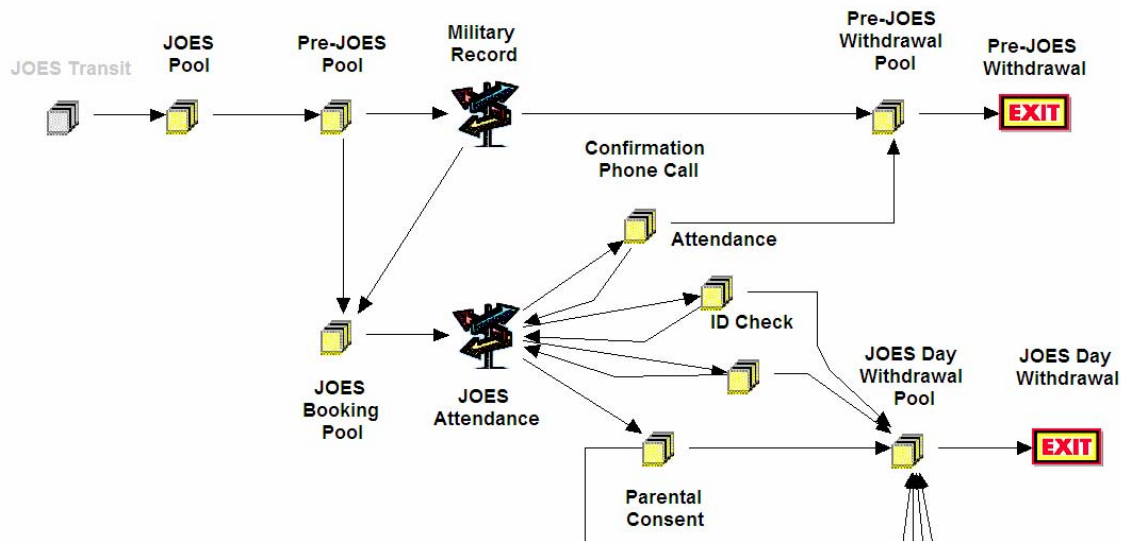 JOES Transit
JOES
Pool
Pre-JOES
Pool
Military
Record
Pre-JOES
Withdrawal
Pool
Pre-JOES
Withdrawal
EXIT
Confirmation
Phone Call
Attendance
ID Check
JOES
Booking
Pool
JOES
Attendance
JOES Day
Withdrawal
Pool
JOES Day
Withdrawal
EXIT
Parental
Consent